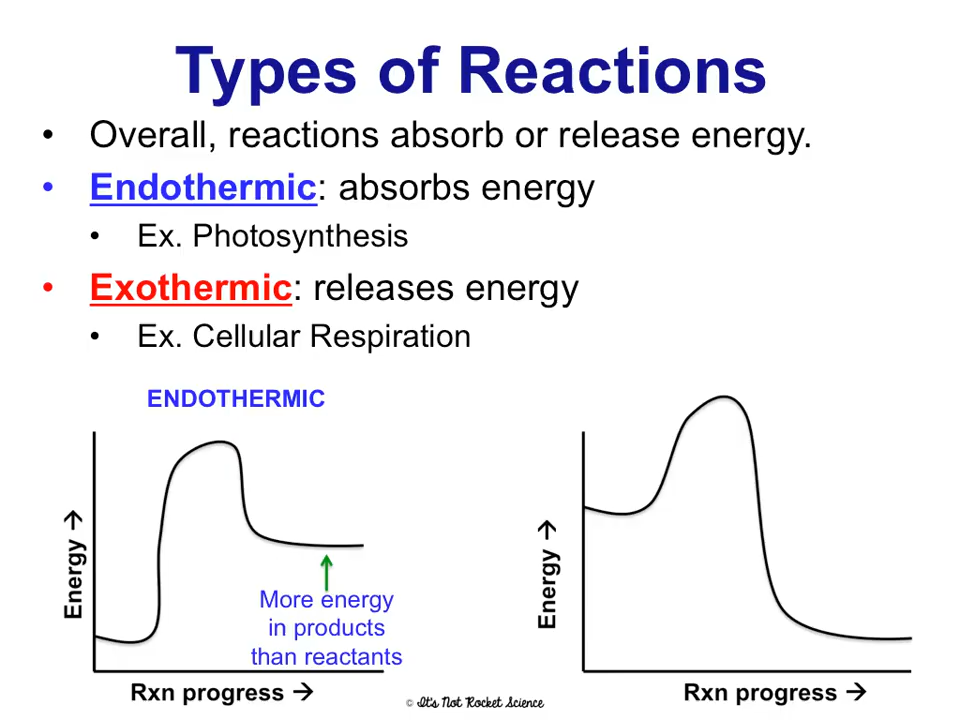 Types of Reactions
• Overall, reactions absorb or release energy.
• Endothermic: absorbs energy
• Ex. Photosynthesis
• Exothermic: releases energy
• Ex. Cellular Respiration
ENDOTHERMIC
Energy →
More energy
in products
than reactants
Rxn progress →
Energy →
Rxn progress →
© It's Not Rocket Science